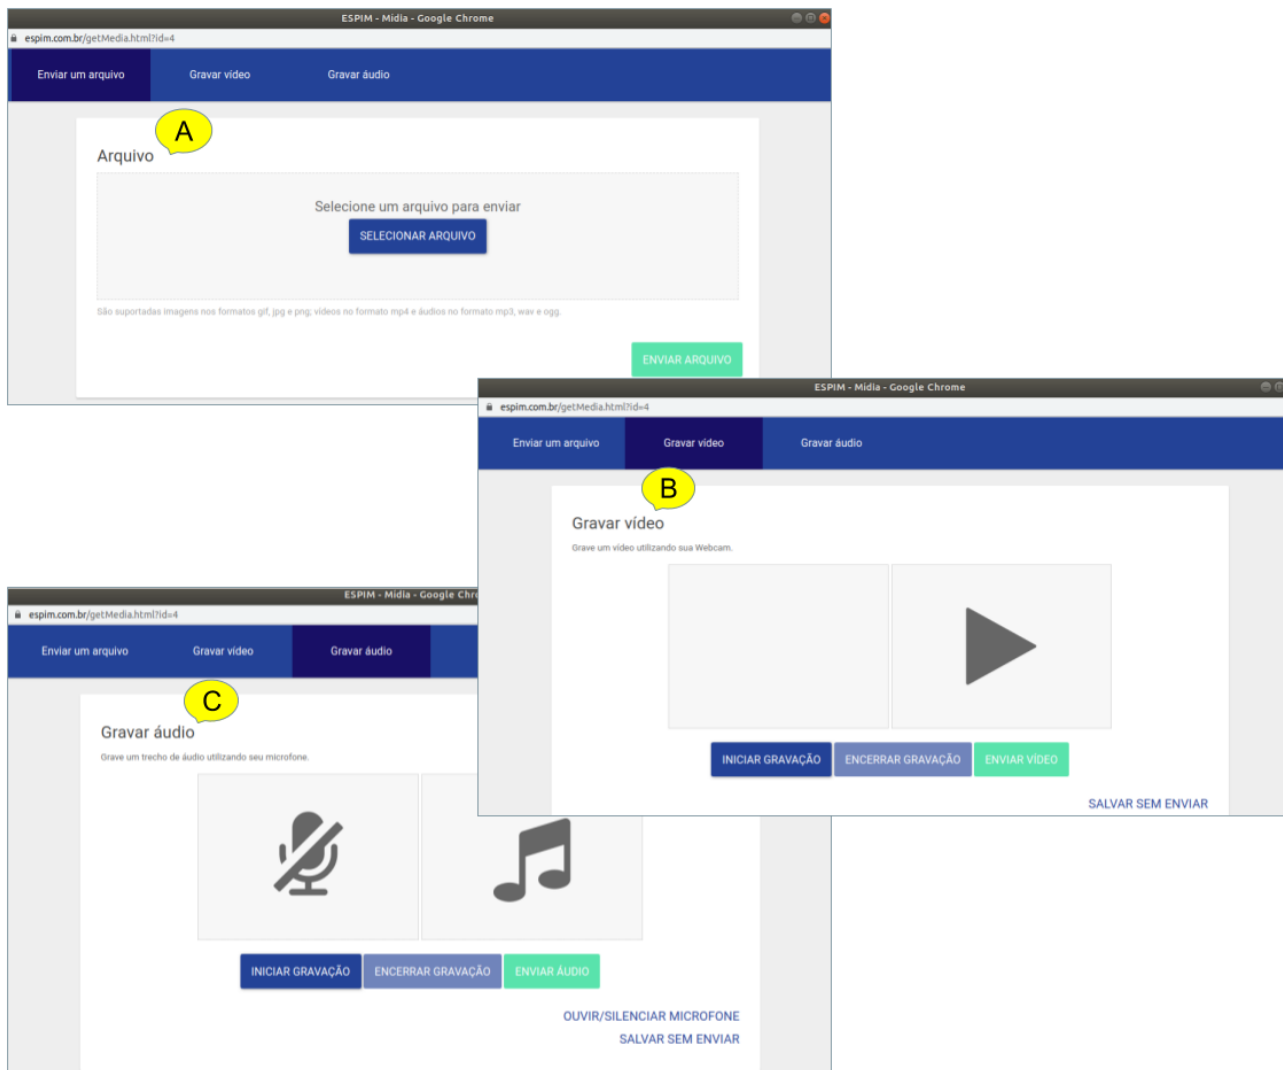 ESPIM - Mídia - Google Chrome
espim.com.br/getMedia.html?id=4
Enviar um arquivo Gravar vídeo Gravar áudio
A
Arquivo
Selecione um arquivo para enviar
SELECIONAR ARQUIVO
São suportadas imagens nos formatos gif, jpg e png; vídeos no formato mp4 e áudios no formato mp3, wav e ogg.
ENVIAR ARQUIVO
ESPIM - Mídia - Google Chrome
espim.com.br/getMedia.html?id=4
Enviar um arquivo Gravar vídeo Gravar áudio
B
Gravar vídeo
Grave um vídeo utilizando sua Webcam.
INICIAR GRAVAÇÃO ENCERRAR GRAVAÇÃO ENVIAR VÍDEO
SALVAR SEM ENVIAR
ESPIM - Mídia - Google Chr
espim.com.br/getMedia.html?id=4
Enviar um arquivo Gravar vídeo Gravar áudio
C
Gravar áudio
Grave um trecho de áudio utilizando seu microfone.
INICIAR GRAVAÇÃO ENCERRAR GRAVAÇÃO ENVIAR ÁUDIO
OUVIR/SILENCIAR MICROFONE
SALVAR SEM ENVIAR